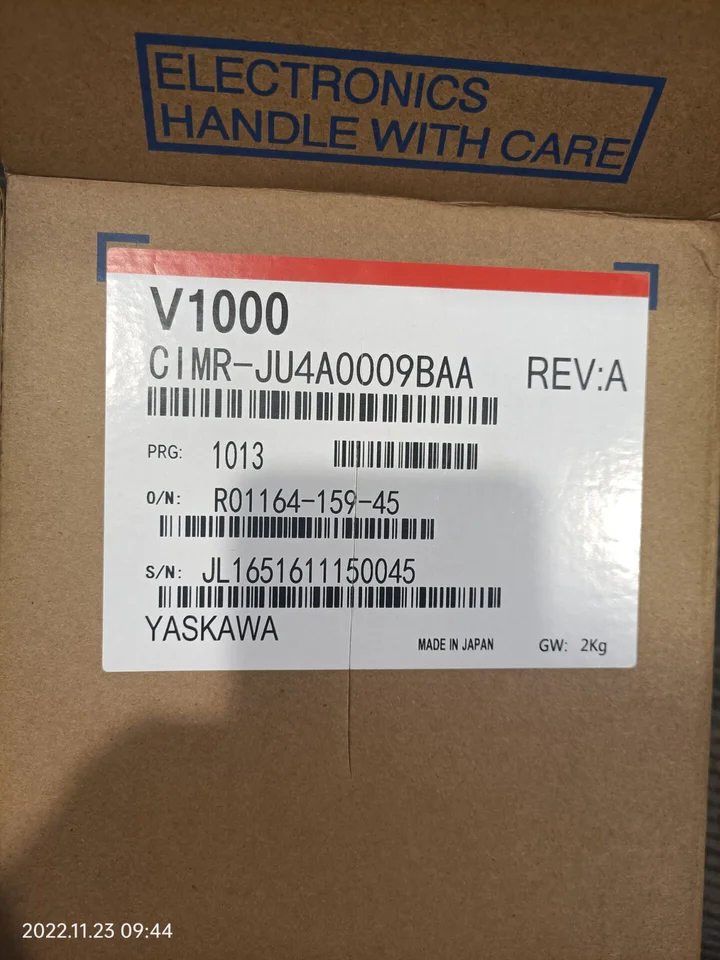 ELECTRONICS
HANDLE WITH CARE
V1000
CIMR-JU4A0009BAA REV:A
PRG: 1013
O/N: R01164-159-45
S/N: JL1651611150045
YASKAWA MADE IN JAPAN GW: 2Kg
2022.11.23 09:44